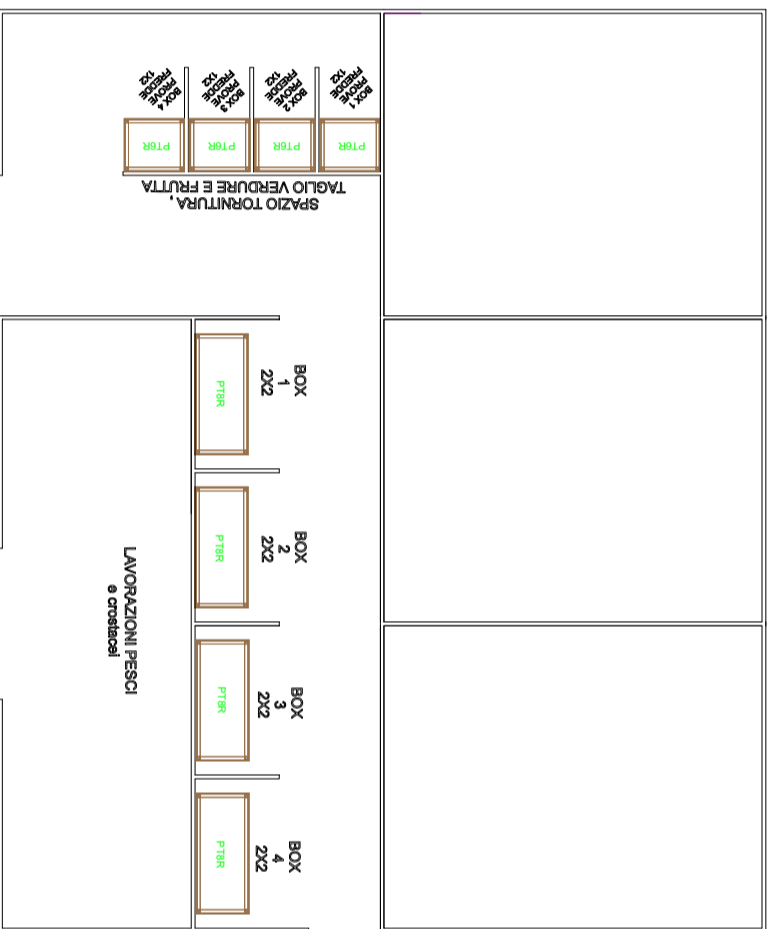 BOX 4
PROVE
FREDDE
1X2
BOX 3
PROVE
FREDDE
1X2
BOX 2
PROVE
FREDDE
1X2
BOX 1
PROVE
FREDDE
1X2
PT6R
PT6R
PT6R
PT6R
SPAZIO TORNITURA,
TAGLIO VERDURE E FRUTTA
BOX
1
2X2
PT8R
BOX
2
2X2
PT8R
BOX
3
2X2
PT8R
BOX
4
2X2
PT8R
LAVORAZIONI PESCI
e crostacei